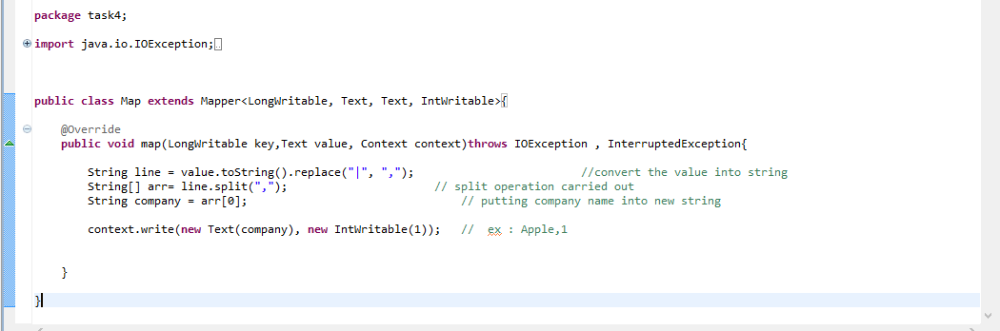 package task4;
import java.io.IOException;
public class Map extends Mapper<LongWritable, Text, Text, IntWritable>{
@Override
public void map(LongWritable key,Text value, Context context)throws IOException , InterruptedException{
String line = value.toString().replace("|", ","); //convert the value into string
String[] arr= line.split(","); // split operation carried out
String company = arr[0]; // putting company name into new string
context.write(new Text(company), new IntWritable(1)); // ex : Apple,1
}
}